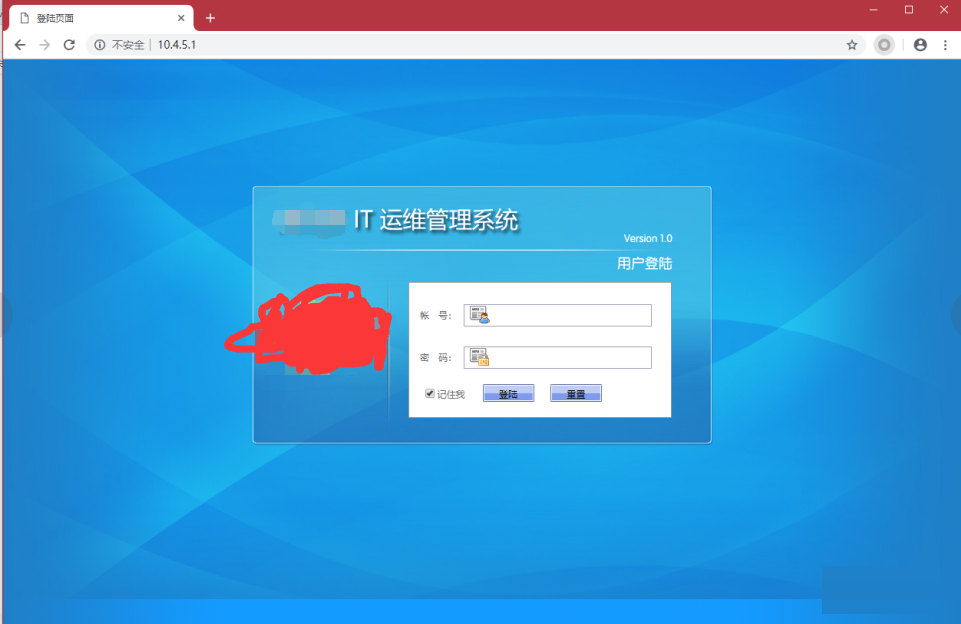 登陆页面
不安全 | 10.4.5.1
IT 运维管理系统
Version 1.0
用户登陆
帐 号:
密 码:
记住我 登陆 重置